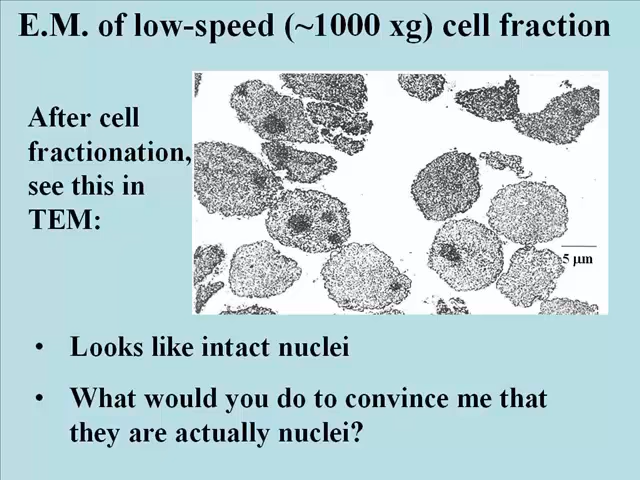 E.M. of low-speed (~1000 xg) cell fraction
After cell
fractionation,
see this in
TEM:
5 μm
• Looks like intact nuclei
• What would you do to convince me that
they are actually nuclei?